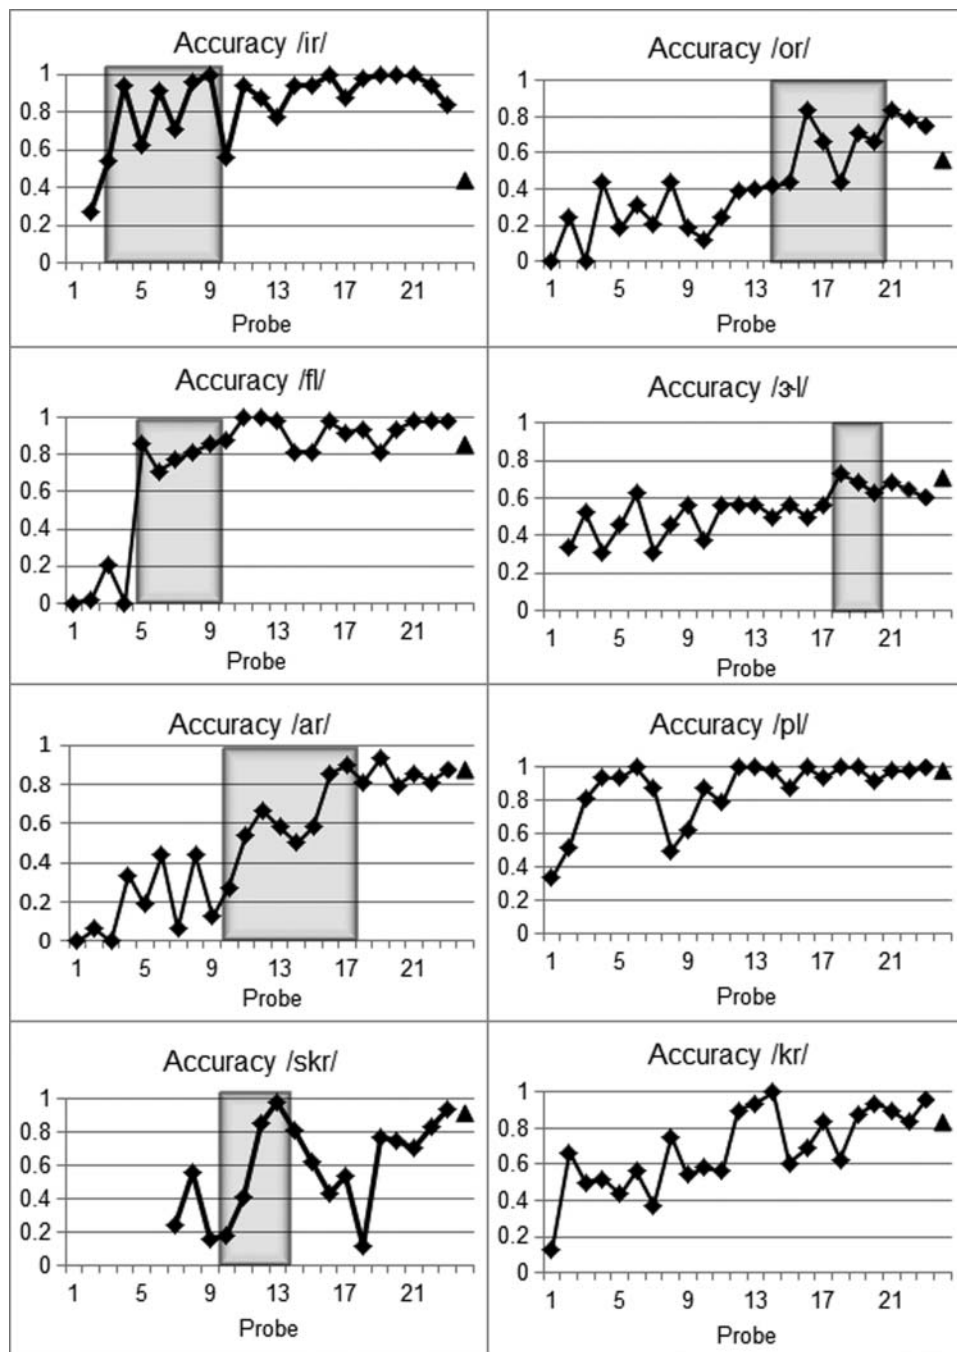 Accuracy /ir/
1
0.8
0.6
0.4
0.2
0
1 5 9 13 17 21
Probe
Accuracy /or/
1
0.8
0.6
0.4
0.2
0
1 5 9 13 17 21
Probe
Accuracy /fl/
1
0.8
0.6
0.4
0.2
0
1 5 9 13 17 21
Probe
Accuracy /ɝl/
1
0.8
0.6
0.4
0.2
0
1 5 9 13 17 21
Probe
Accuracy /ar/
1
0.8
0.6
0.4
0.2
0
1 5 9 13 17 21
Probe
Accuracy /pl/
1
0.8
0.6
0.4
0.2
0
1 5 9 13 17 21
Probe
Accuracy /skr/
1
0.8
0.6
0.4
0.2
0
1 5 9 13 17 21
Probe
Accuracy /kr/
1
0.8
0.6
0.4
0.2
0
1 5 9 13 17 21
Probe